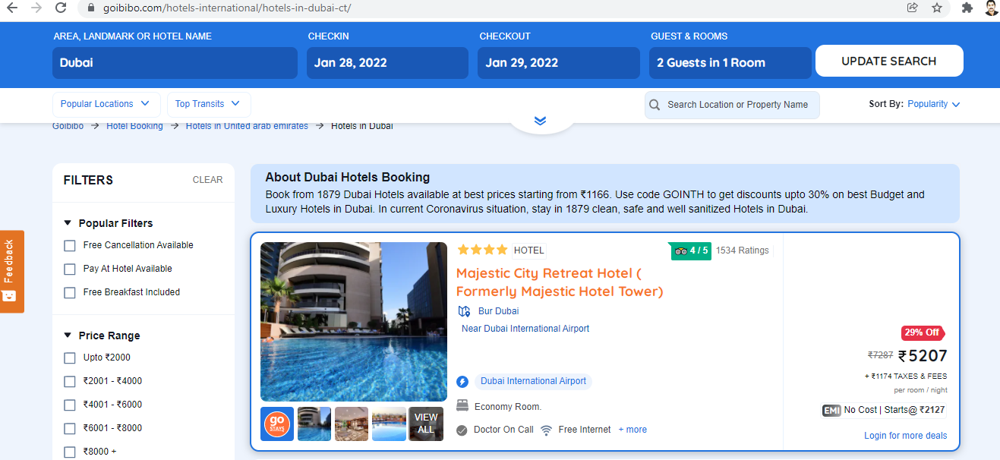 goibibo.com/hotels-international/hotels-in-dubai-ct/
AREA, LANDMARK OR HOTEL NAME
CHECKIN
CHECKOUT
GUEST & ROOMS
Dubai
Jan 28, 2022
Jan 29, 2022
2 Guests in 1 Room
UPDATE SEARCH
Popular Locations
Top Transits
Search Location or Property Name
Sort By: Popularity
Goibibo → Hotel Booking → Hotels in United arab emirates → Hotels in Dubai
Feedback
FILTERS
CLEAR
Popular Filters
Free Cancellation Available
Pay At Hotel Available
Free Breakfast Included
Price Range
Upto ₹2000
₹2001 - ₹4000
₹4001 - ₹6000
₹6001 - ₹8000
₹8000 +
About Dubai Hotels Booking
Book from 1879 Dubai Hotels available at best prices starting from ₹1166. Use code GOINTH to get discounts upto 30% on best Budget and
Luxury Hotels in Dubai. In current Coronavirus situation, stay in 1879 clean, safe and well sanitized Hotels in Dubai.
go
STAYS
VIEW
ALL
HOTEL
4 / 5
1534 Ratings
Majestic City Retreat Hotel (
Formerly Majestic Hotel Tower)
Bur Dubai
Near Dubai International Airport
Dubai International Airport
Economy Room.
Doctor On Call
Free Internet
+ more
29% Off
₹7287 ₹5207
+ ₹1174 TAXES & FEES
per room / night
EMI No Cost | Starts@ ₹2127
Login for more deals